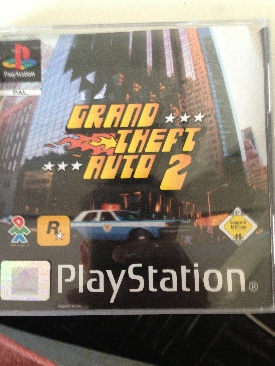 PlayStation
PAL
GRAND
THEFT
AUTO 2
R
PlayStation®